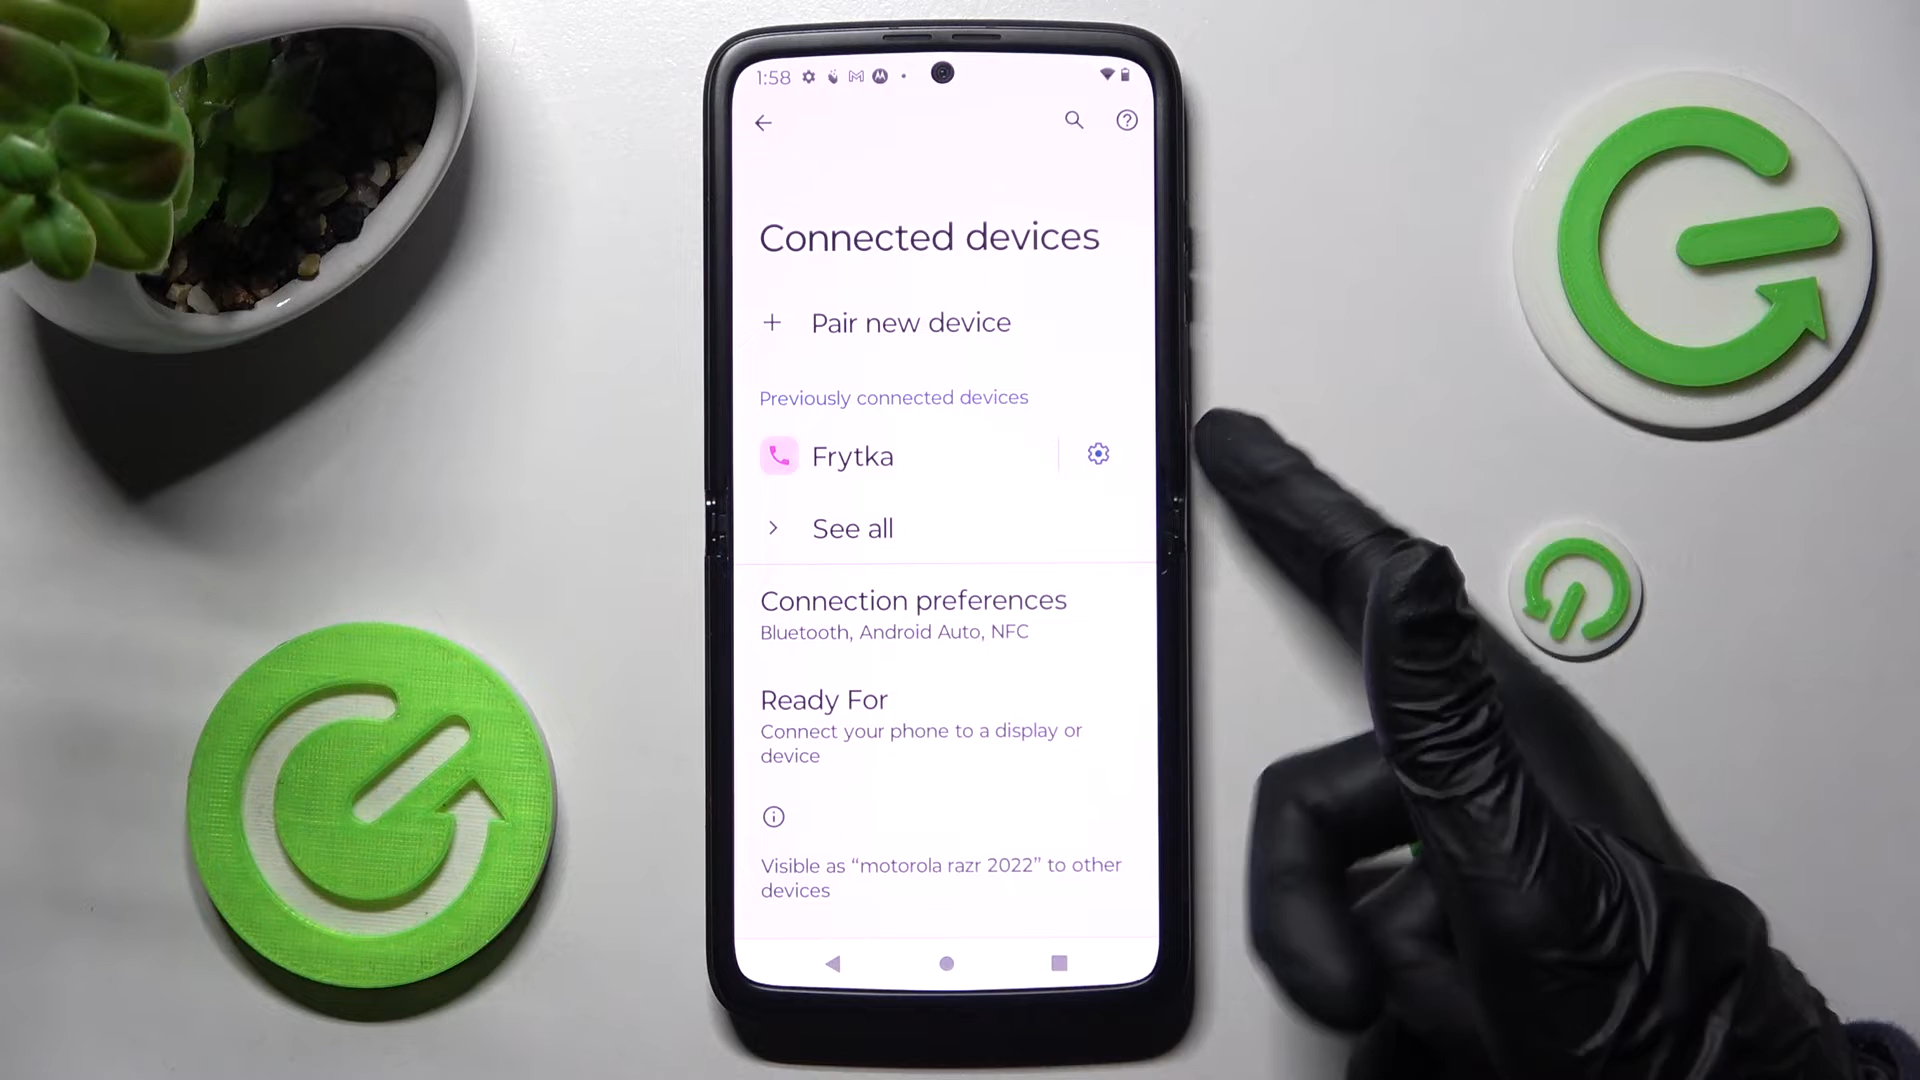 1:58
Connected devices
Pair new device
Previously connected devices
Frytka
See all
Connection preferences
Bluetooth, Android Auto, NFC
Ready For
Connect your phone to a display or
device
Visible as “motorola razr 2022” to other
devices